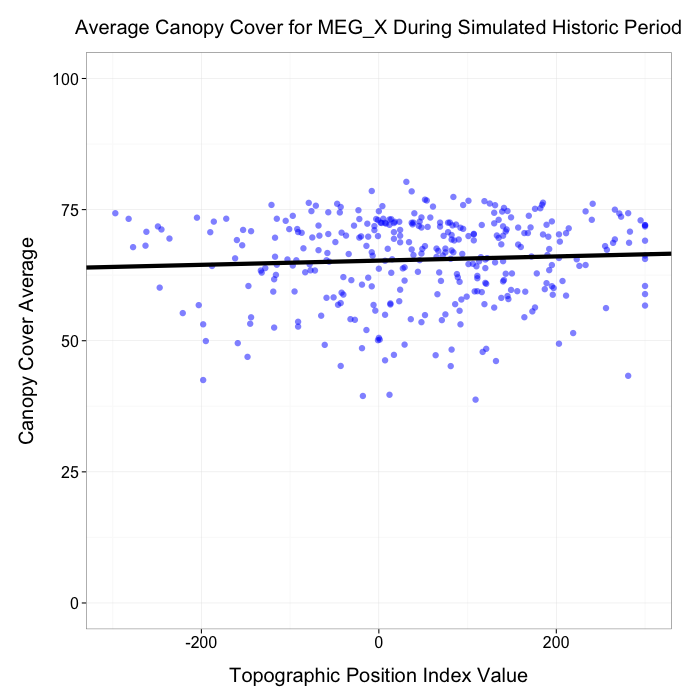 Average Canopy Cover for MEG_X During Simulated Historic Period
100
75
50
25
0
Canopy Cover Average
-200 0 200
Topographic Position Index Value